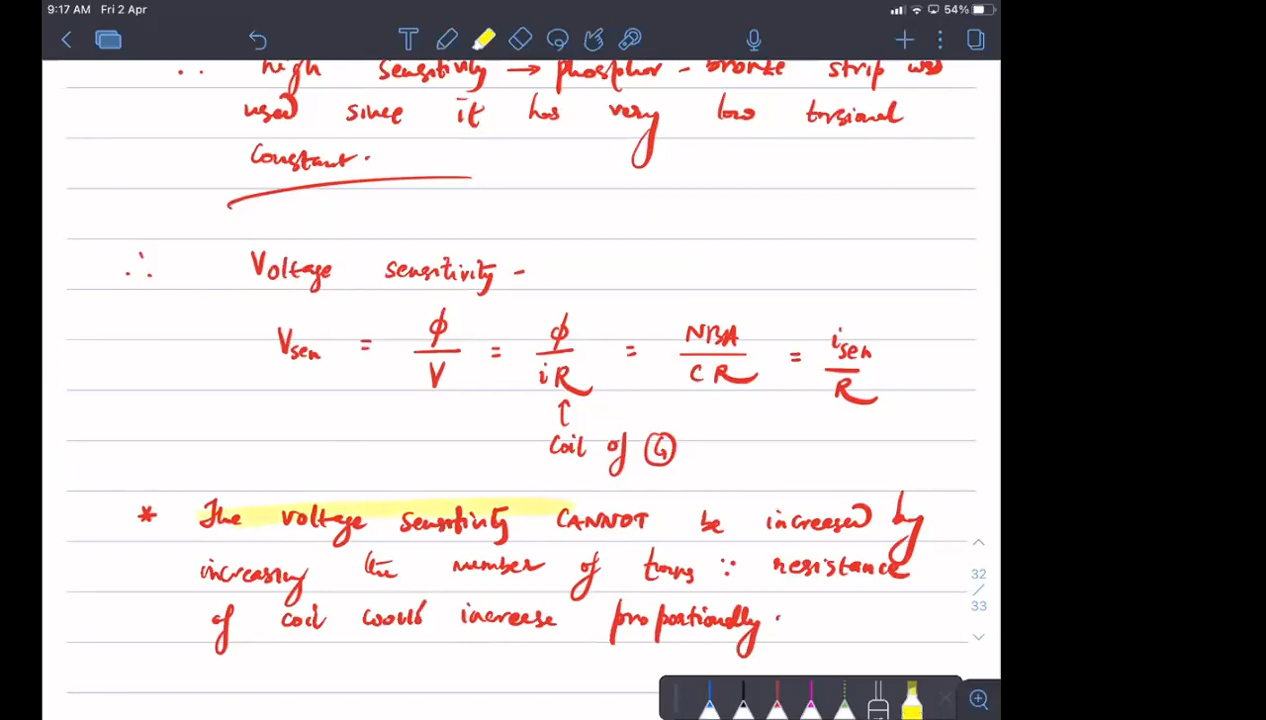 9:17 AM Fri 2 Apr 54%
T
∴ high sensitivity → phosphor - bronze strip was
used since it has very low torsional
constant.
∴ Voltage sensitivity -
Vsen = ϕ/V = ϕ/iR = NBA/CR = isen/R
↑
Coil of G
* The voltage sensitivity CANNOT be increased by
increasing the number of turns ∵ resistance
of coil would increase proportionally.
32
/
33